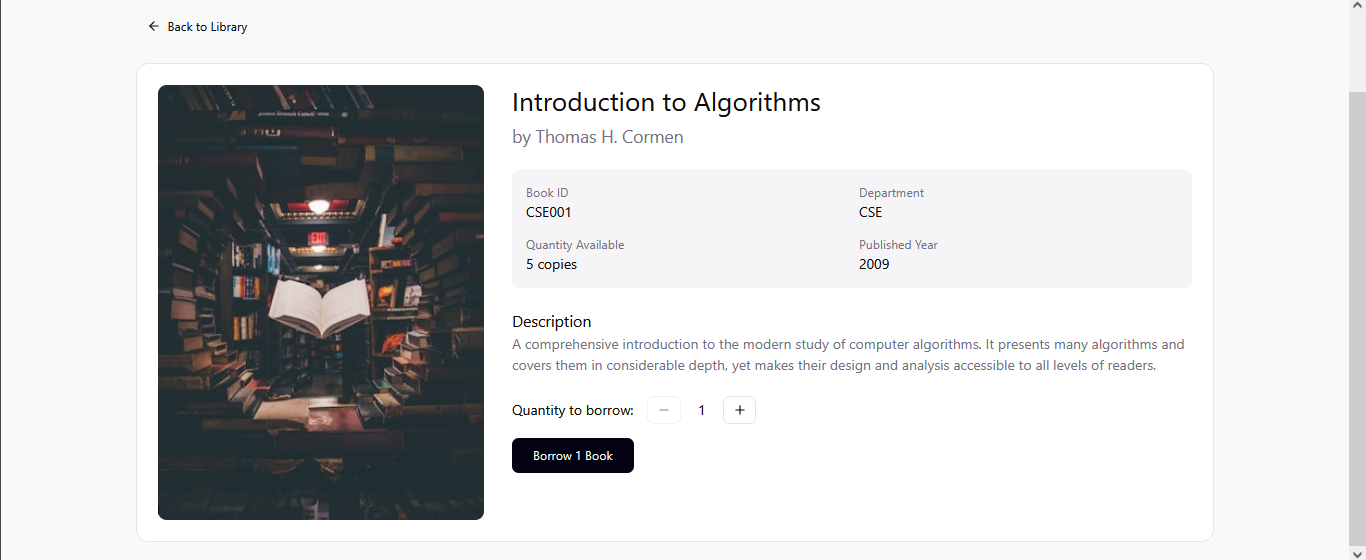 Back to Library
Introduction to Algorithms
by Thomas H. Cormen
Book ID
CSE001
Department
CSE
Quantity Available
5 copies
Published Year
2009
Description
A comprehensive introduction to the modern study of computer algorithms. It presents many algorithms and
covers them in considerable depth, yet makes their design and analysis accessible to all levels of readers.
Quantity to borrow: − 1 +
Borrow 1 Book
EXIT